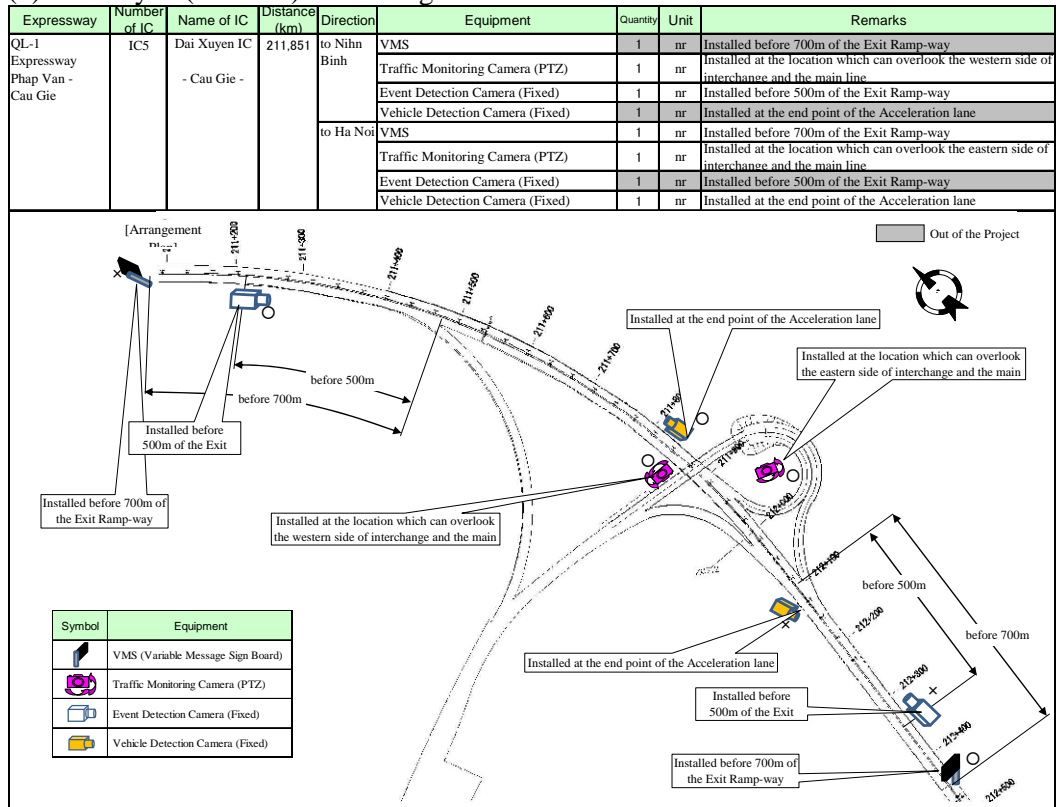 Expressway Number of IC Name of IC Distance (km) Direction Equipment Quantity Unit Remarks
QL-1 Expressway Phap Van - Cau Gie IC5 Dai Xuyen IC - Cau Gie - 211,851 to Nihn Binh VMS 1 nr Installed before 700m of the Exit Ramp-way
Traffic Monitoring Camera (PTZ) 1 nr Installed at the location which can overlook the western side of interchange and the main line
Event Detection Camera (Fixed) 1 nr Installed before 500m of the Exit Ramp-way
Vehicle Detection Camera (Fixed) 1 nr Installed at the end point of the Acceleration lane
to Ha Noi VMS 1 nr Installed before 700m of the Exit Ramp-way
Traffic Monitoring Camera (PTZ) 1 nr Installed at the location which can overlook the eastern side of interchange and the main line
Event Detection Camera (Fixed) 1 nr Installed before 500m of the Exit Ramp-way
Vehicle Detection Camera (Fixed) 1 nr Installed at the end point of the Acceleration lane
[Arrangement
Plan]
Out of the Project
211+200
211+300
211+400
211+500
211+600
211+700
Installed at the end point of the Acceleration lane
Installed at the location which can overlook
the eastern side of interchange and the main
before 500m
before 700m
Installed before
500m of the Exit
Installed before 700m of
the Exit Ramp-way
211+900
212+000
Installed at the location which can overlook
the western side of interchange and the main
212+100
before 500m
212+200
before 700m
Installed at the end point of the Acceleration lane
212+300
Installed before
500m of the Exit
212+400
Installed before 700m of
the Exit Ramp-way
212+500
Symbol Equipment
VMS (Variable Message Sign Board)
Traffic Monitoring Camera (PTZ)
Event Detection Camera (Fixed)
Vehicle Detection Camera (Fixed)